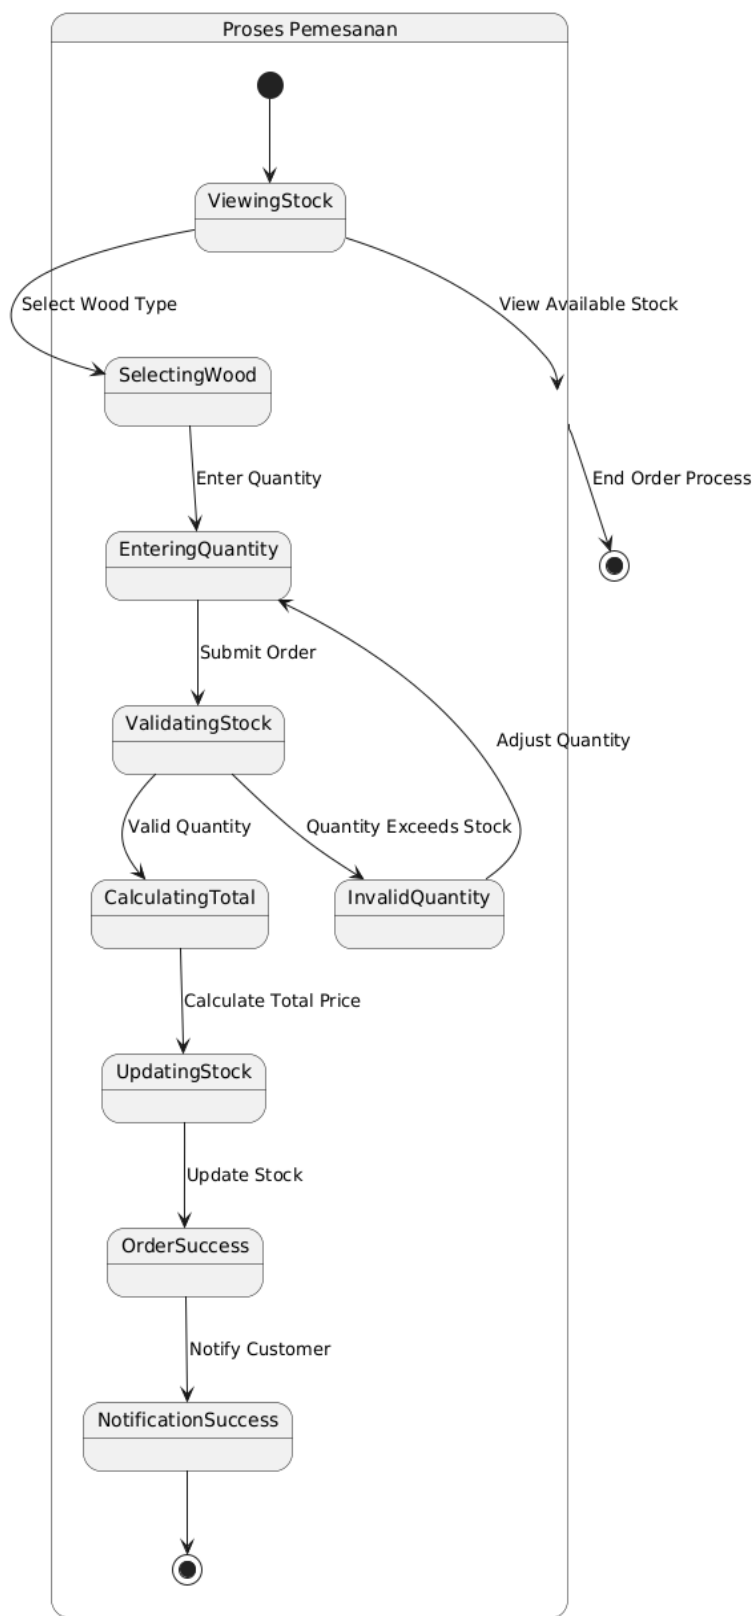 Proses Pemesanan
ViewingStock
Select Wood Type
View Available Stock
SelectingWood
Enter Quantity
End Order Process
EnteringQuantity
Submit Order
ValidatingStock
Adjust Quantity
Valid Quantity
Quantity Exceeds Stock
CalculatingTotal
InvalidQuantity
Calculate Total Price
UpdatingStock
Update Stock
OrderSuccess
Notify Customer
NotificationSuccess